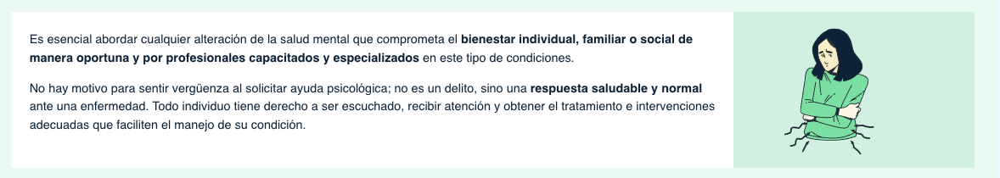 Es esencial abordar cualquier alteración de la salud mental que comprometa el bienestar individual, familiar o social de
manera oportuna y por profesionales capacitados y especializados en este tipo de condiciones.
No hay motivo para sentir vergüenza al solicitar ayuda psicológica; no es un delito, sino una respuesta saludable y normal
ante una enfermedad. Todo individuo tiene derecho a ser escuchado, recibir atención y obtener el tratamiento e intervenciones
adecuadas que faciliten el manejo de su condición.